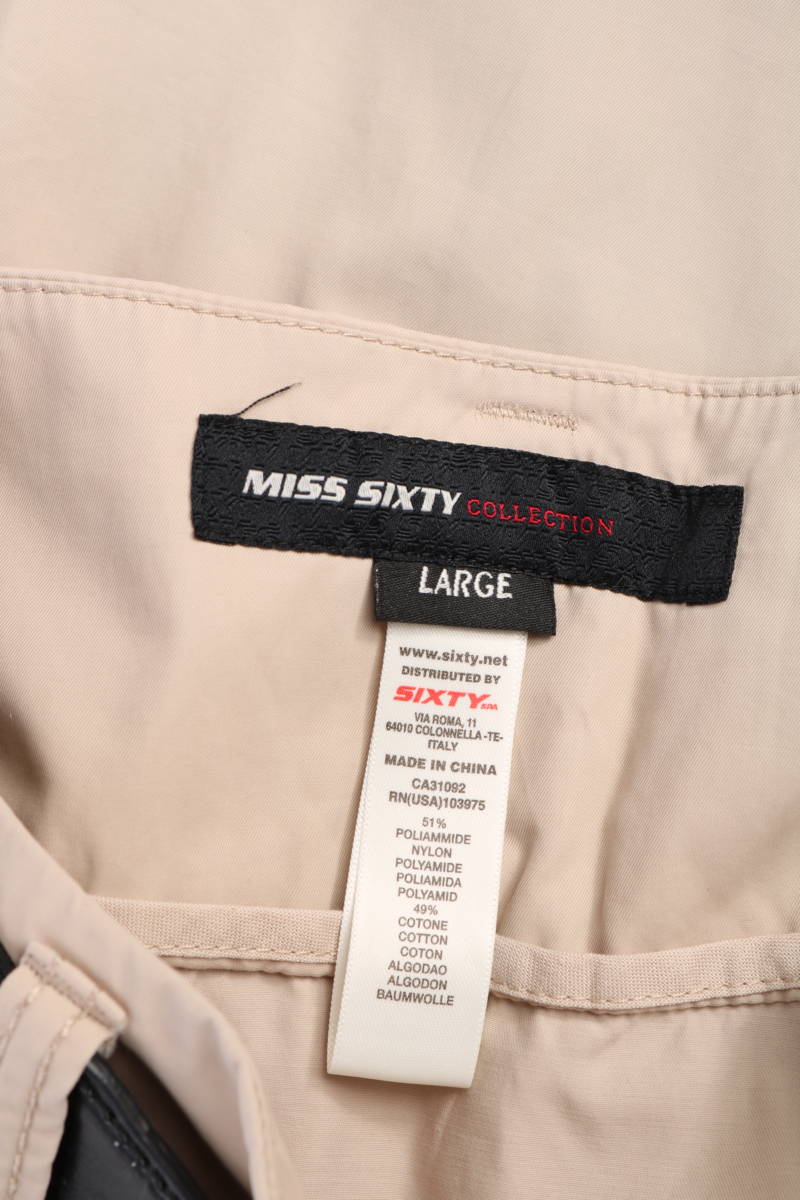 MISS SIXTY COLLECTION
LARGE
www.sixty.net
DISTRIBUTED BY
SIXTY SPA
VIA ROMA, 11
64010 COLONNELLA -TE-
ITALY
MADE IN CHINA
CA31092
RN(USA)103975
51%
POLIAMMIDE
NYLON
POLYAMIDE
POLIAMIDA
POLYAMID
49%
COTONE
COTTON
COTON
ALGODAO
ALGODON
BAUMWOLLE